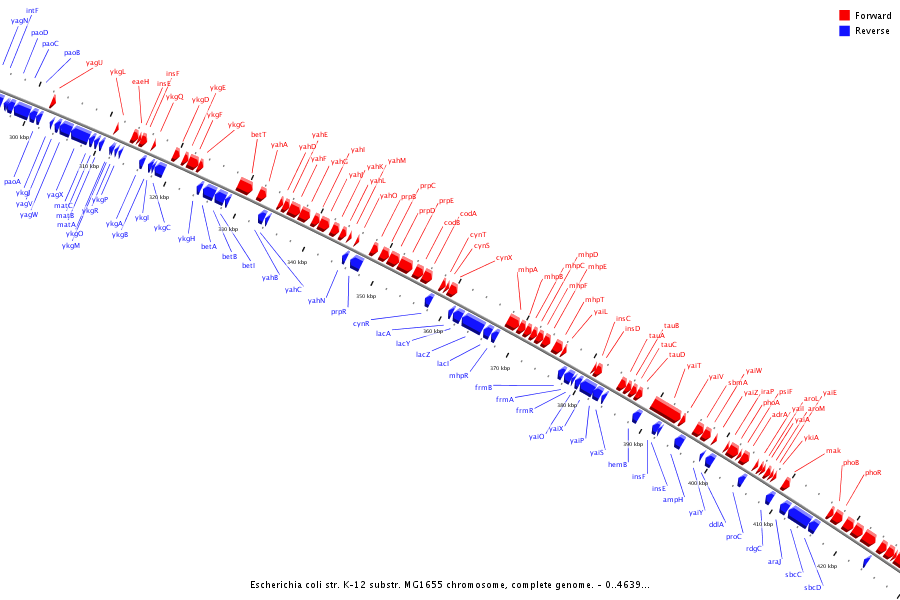 Forward
Reverse
intF
yagN
paoD
paoC
paoB
yagU
ykgL
eaeH
insE
insF
ykgQ
ykgD
ykgE
ykgF
ykgG
betT
yahA
yahD
yahE
yahF
yahG
yahI
yahJ
yahK
yahL
yahM
yahO
prpB
prpC
prpD
prpE
codB
codA
cynT
cynS
cynX
mhpA
mhpB
mhpC
mhpD
mhpE
mhpF
mhpT
yaiL
insC
insD
tauA
tauB
tauC
tauD
yaiT
yaiV
sbmA
yaiW
yaiZ
iraP
psiF
phoA
adrA
yaiI
aroL
yaiA
aroM
yaiE
ykiA
mak
phoB
phoR
300 kbp
310 kbp
320 kbp
330 kbp
340 kbp
350 kbp
360 kbp
370 kbp
380 kbp
390 kbp
400 kbp
410 kbp
420 kbp
paoA
ykgJ
yagV
yagW
yagX
matC
matB
matA
ykgO
ykgM
ykgR
ykgP
ykgA
ykgB
ykgI
ykgC
ykgH
betA
betB
betI
yahB
yahC
yahN
prpR
cynR
lacA
lacY
lacZ
lacI
mhpR
frmB
frmA
frmR
yaiO
yaiX
yaiP
yaiS
hemB
insF
insE
ampH
yaiY
ddlA
proC
rdgC
araJ
sbcC
sbcD
Escherichia coli str. K-12 substr. MG1655 chromosome, complete genome. - 0..4639...